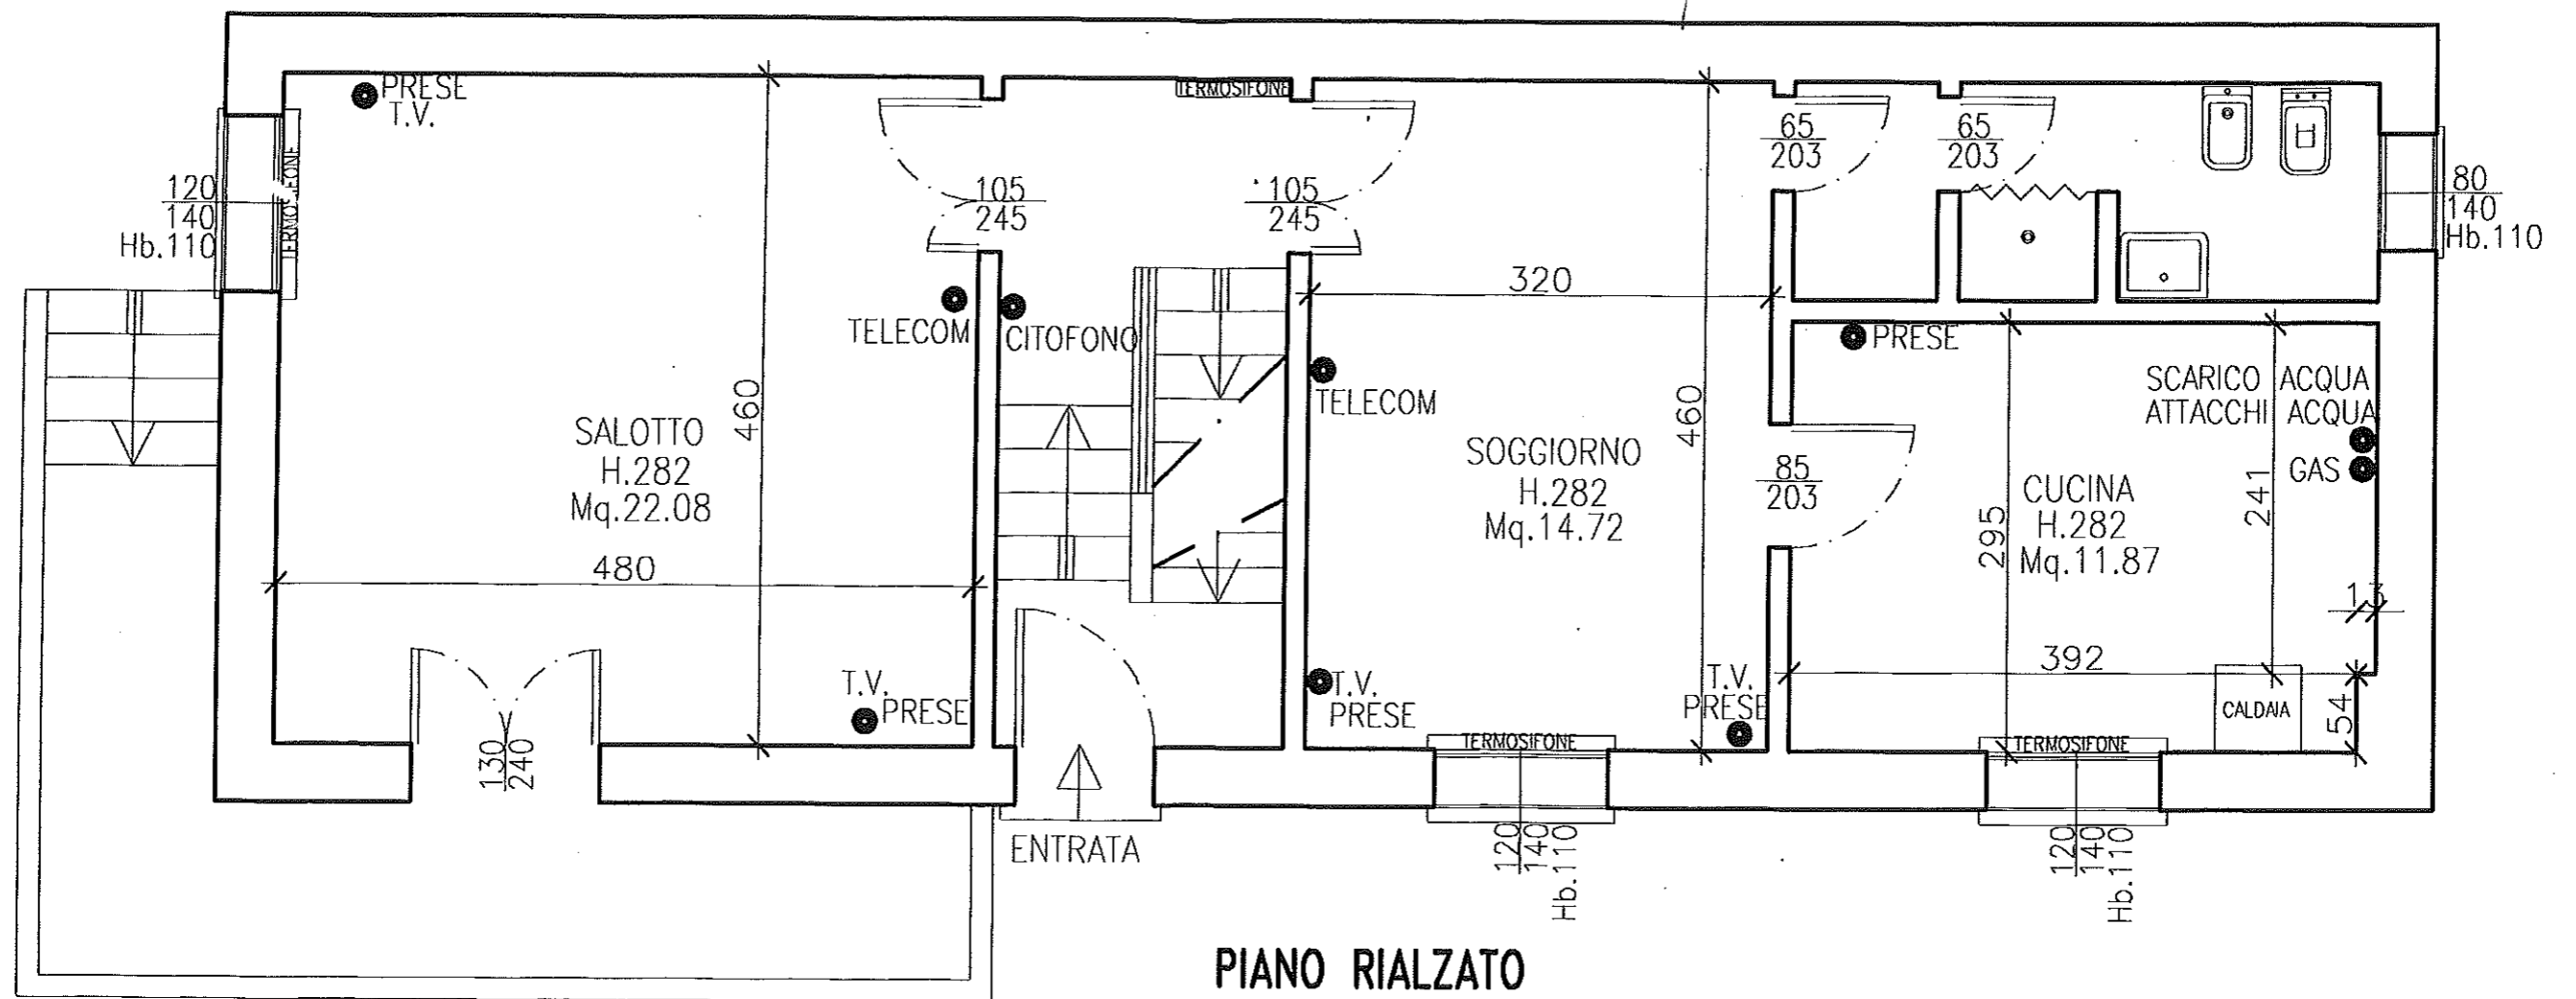 PRESE
T.V.
TERMOSIFONE
TERMOSIFONE
120
140
Hb.110
105
245
105
245
65
203
65
203
80
140
Hb.110
TELECOM
CITOFONO
320
PRESE
TELECOM
SCARICO ACQUA
ATTACCHI ACQUA
GAS
SALOTTO
H.282
Mq.22.08
460
SOGGIORNO
H.282
Mq.14.72
460
85
203
CUCINA
H.282
Mq.11.87
295
241
13
480
392
T.V.
PRESE
T.V.
PRESE
T.V.
PRESE
CALDAIA
54
130
240
TERMOSIFONE
TERMOSIFONE
ENTRATA
120
140
Hb.110
120
140
Hb.110
PIANO RIALZATO